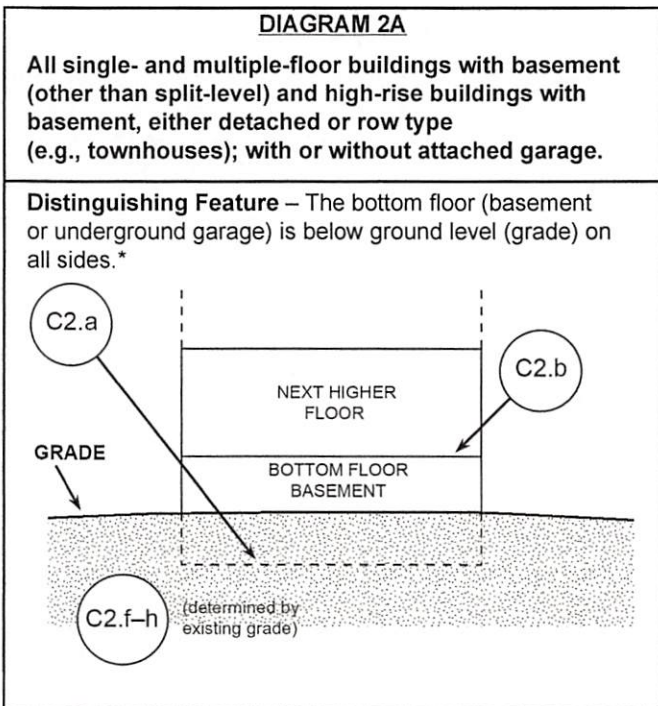 DIAGRAM 2A
All single- and multiple-floor buildings with basement
(other than split-level) and high-rise buildings with
basement, either detached or row type
(e.g., townhouses); with or without attached garage.
Distinguishing Feature – The bottom floor (basement
or underground garage) is below ground level (grade) on
all sides.*
C2.a
C2.b
NEXT HIGHER
FLOOR
GRADE
BOTTOM FLOOR
BASEMENT
C2.f–h
(determined by
existing grade)